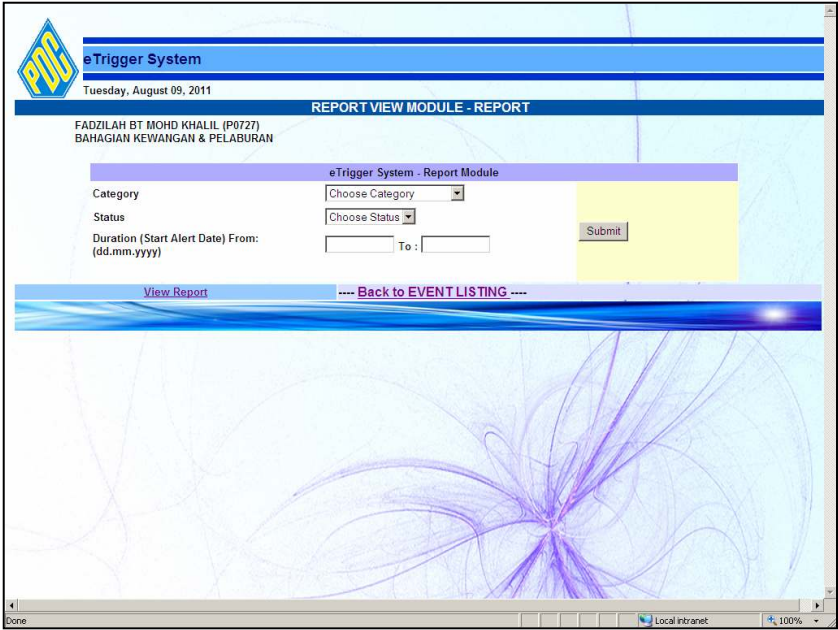 PDC
eTrigger System
Tuesday, August 09, 2011
REPORT VIEW MODULE - REPORT
FADZILAH BT MOHD KHALIL (P0727)
BAHAGIAN KEWANGAN & PELABURAN
eTrigger System - Report Module
Category Choose Category
Status Choose Status
Submit
Duration (Start Alert Date) From: To :
(dd.mm.yyyy)
View Report ---- Back to EVENT LISTING ----
Done Local intranet 100%